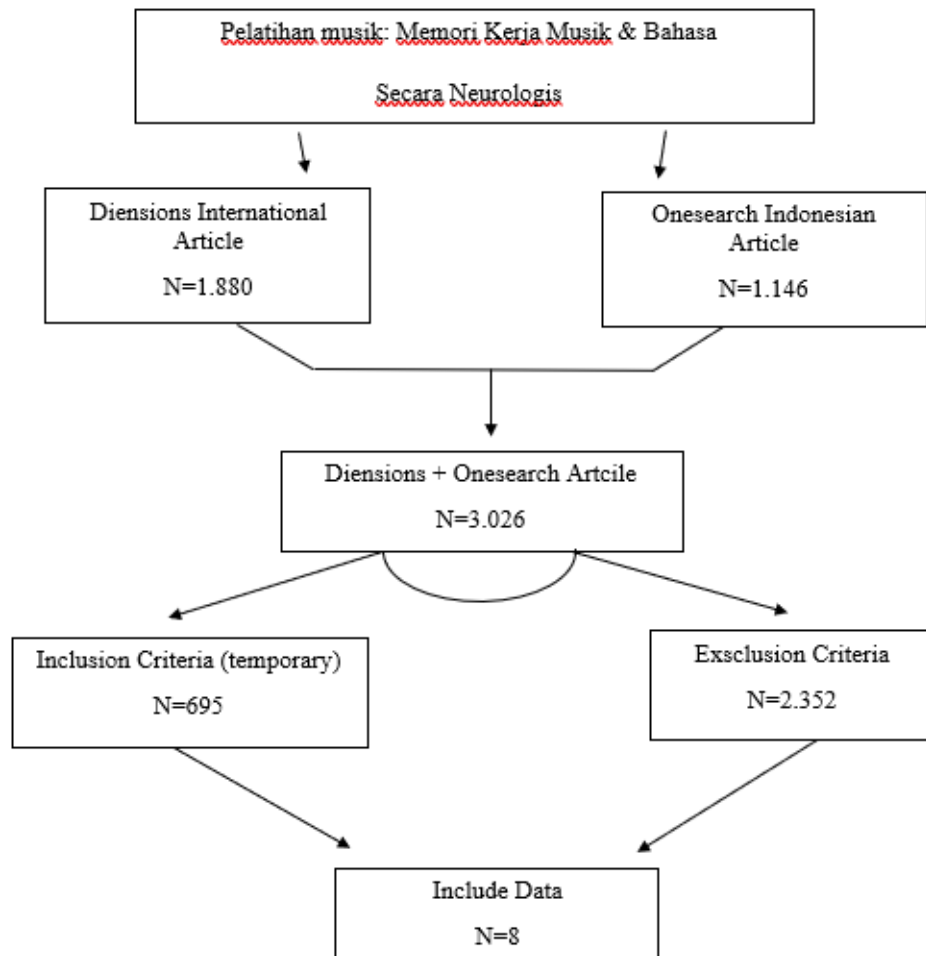 Pelatihan musik: Memori Kerja Musik & Bahasa
Secara Neurologis
Diensions International
Article
N=1.880
Onesearch Indonesian
Article
N=1.146
Diensions + Onesearch Artcile
N=3.026
Inclusion Criteria (temporary)
N=695
Exsclusion Criteria
N=2.352
Include Data
N=8